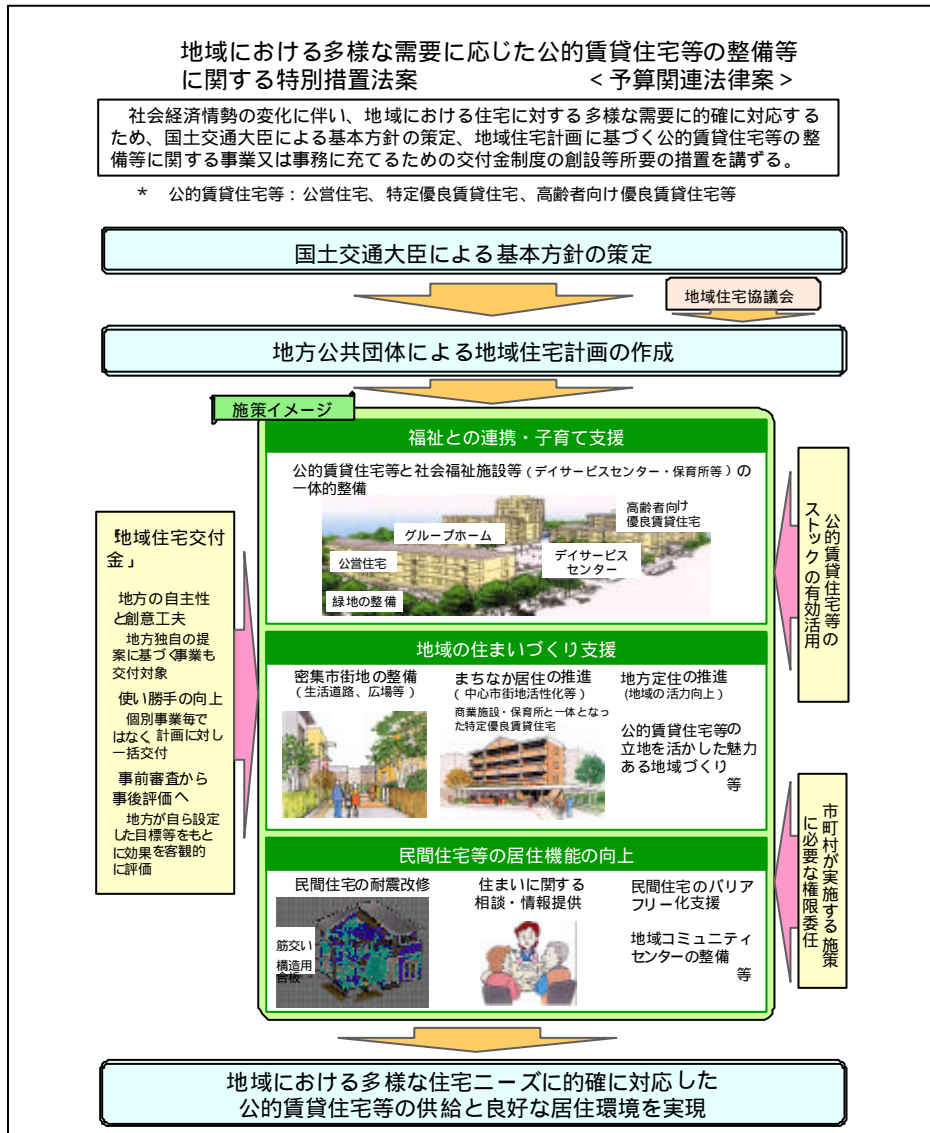 地域における多様な需要に応じた公的賃貸住宅等の整備等
に関する特別措置法案 <予算関連法律案>
社会経済情勢の変化に伴い、地域における住宅に対する多様な需要に的確に対応する
ため、国土交通大臣による基本方針の策定、地域住宅計画に基づく公的賃貸住宅等の整
備等に関する事業又は事務に充てるための交付金制度の創設等所要の措置を講ずる。
* 公的賃貸住宅等:公営住宅、特定優良賃貸住宅、高齢者向け優良賃貸住宅等
国土交通大臣による基本方針の策定
地域住宅協議会
地方公共団体による地域住宅計画の作成
施策イメージ
福祉との連携・子育て支援
公的賃貸住宅等と社会福祉施設等(デイサービスセンター・保育所等)の
一体的整備
高齢者向け
優良賃貸住宅
グループホーム
デイサービス
センター
公営住宅
緑地の整備
地域の住まいづくり支援
密集市街地の整備
(生活道路、広場等)
まちなか居住の推進
(中心市街地活性化等)
商業施設・保育所と一体となっ
た特定優良賃貸住宅
地方定住の推進
(地域の活力向上)
公的賃貸住宅等の
立地を活かした魅力
ある地域づくり
等
民間住宅等の居住機能の向上
民間住宅の耐震改修
筋交い
構造用
合板
住まいに関する
相談・情報提供
民間住宅のバリア
フリー化支援
地域コミュニティ
センターの整備
等
「地域住宅交付
金」
地方の自主性
と創意工夫
地方独自の提
案に基づく事業も
交付対象
使い勝手の向上
個別事業毎で
はなく計画に対し
一括交付
事前審査から
事後評価へ
地方が自ら設定
した目標等をもと
に効果を客観的
に評価
公的賃貸住宅等の
ストックの有効活用
市町村が実施する施策
に必要な権限委任
地域における多様な住宅ニーズに的確に対応した
公的賃貸住宅等の供給と良好な居住環境を実現